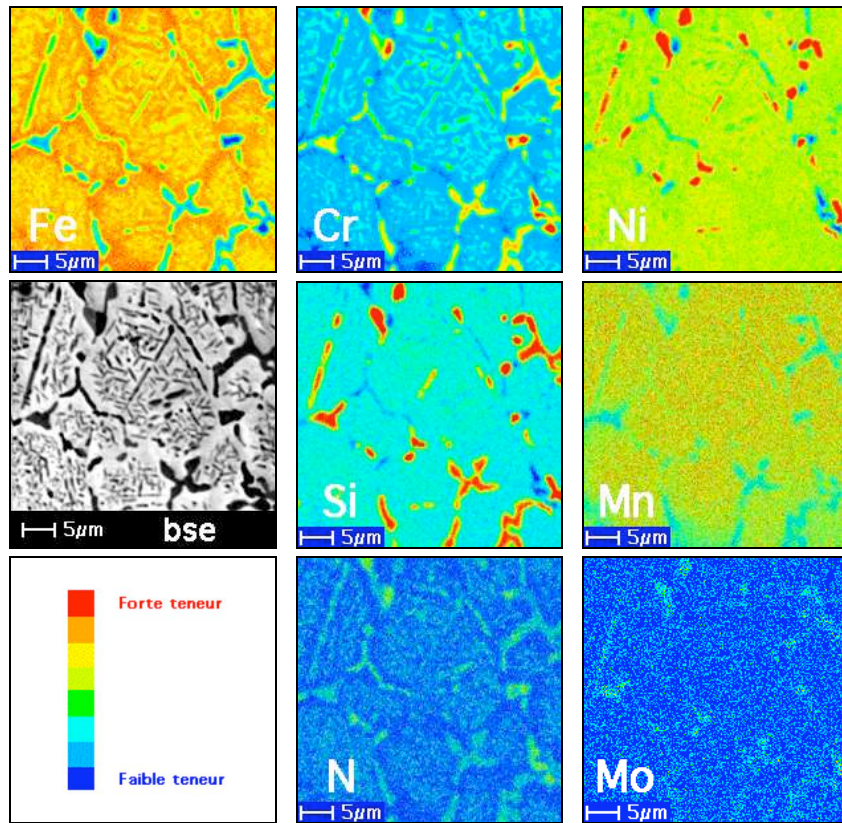 Fe
5μm
Cr
5μm
Ni
5μm
5μm
bse
Si
5μm
Mn
5μm
Forte teneur
Faible teneur
N
5μm
Mo
5μm